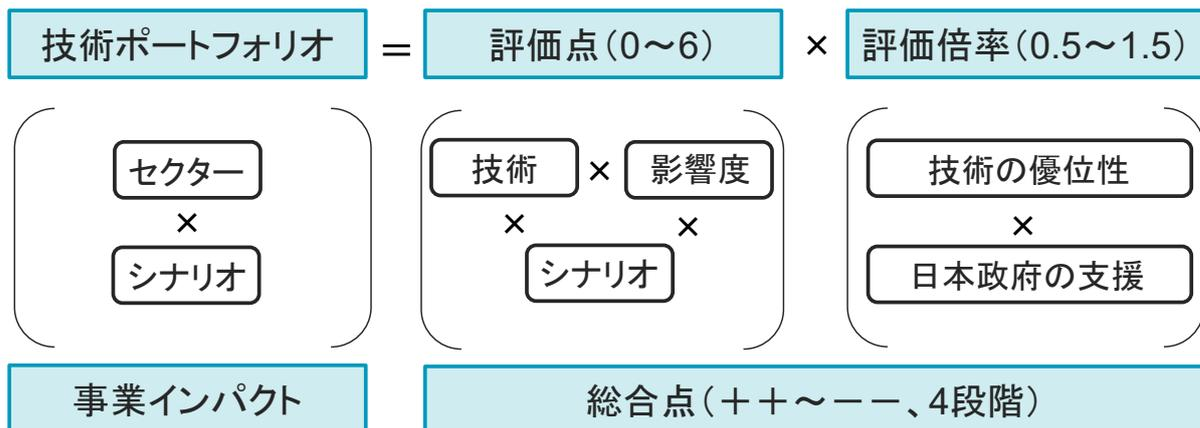 技術ポートフォリオ ＝ 評価点（0～6） × 評価倍率（0.5～1.5）
セクター
×
シナリオ
技術 × 影響度
× ×
シナリオ
技術の優位性
×
日本政府の支援
事業インパクト
総合点（＋＋～－－、4段階）